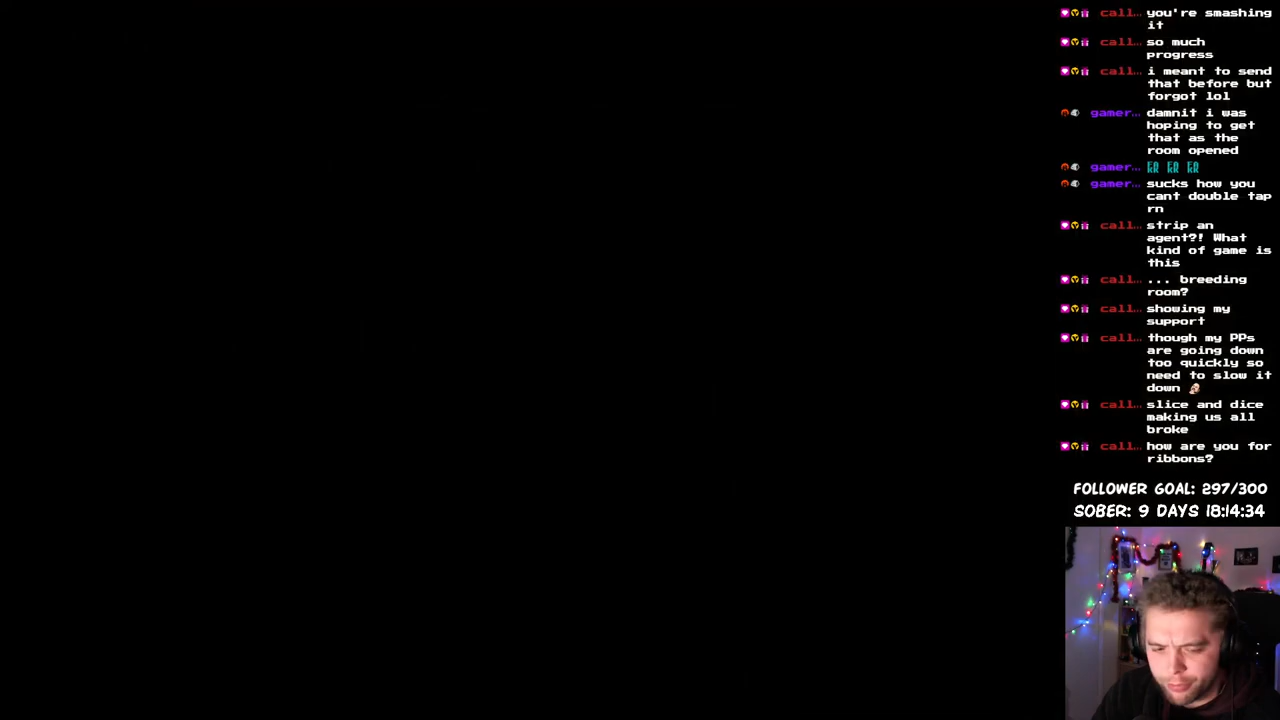 call… you're smashing
it
call… so much
progress
call… i meant to send
that before but
forgot lol
gamer… damnit i was
hoping to get
that as the
room opened
gamer…
gamer… sucks how you
cant double tap
rn
call… strip an
agent?! What
kind of game is
this
call… ... breeding
room?
call… showing my
support
call… though my PPs
are going down
too quickly so
need to slow it
down
call… slice and dice
making us all
broke
call… how are you for
ribbons?
FOLLOWER GOAL: 297/300
SOBER: 9 DAYS 18:14:34